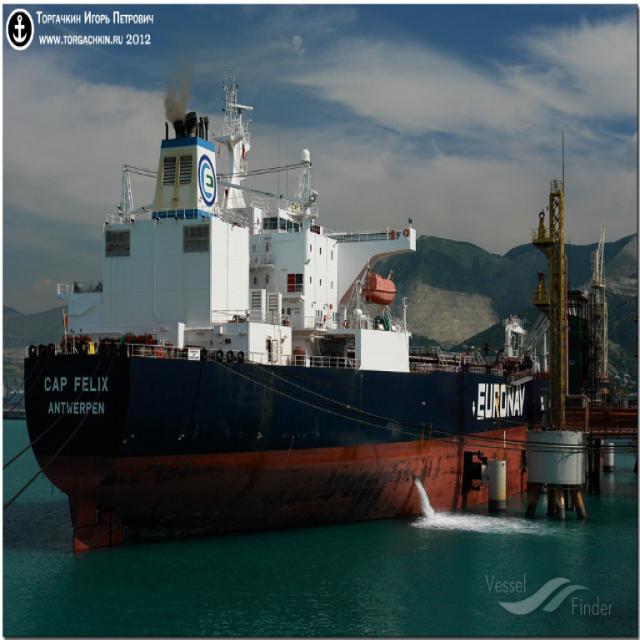 Торгачкин Игорь Петрович
www.torgachkin.ru 2012
CAP FELIX
ANTWERPEN
EURONAV
Vessel
Finder